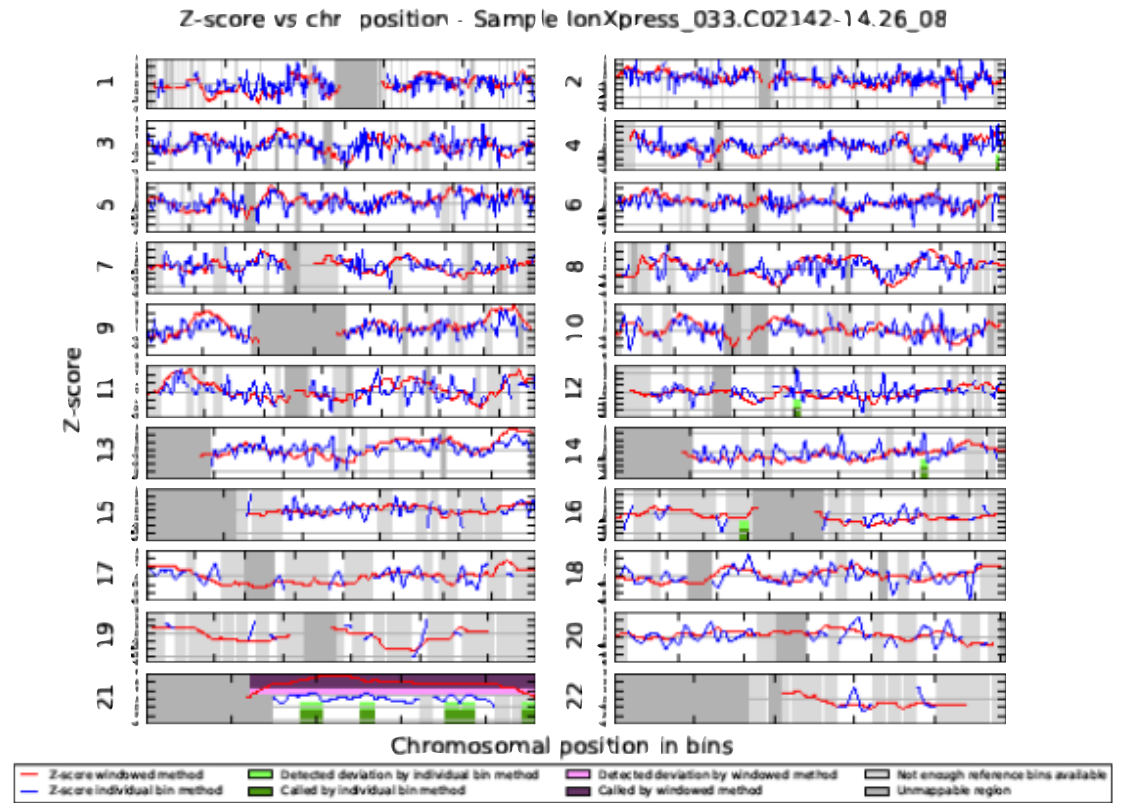 Z-score vs chr position - Sample IonXpress_033.C02142-14.26_08
1
2
3
4
5
6
7
8
9
10
11
12
13
14
15
16
17
18
19
20
21
22
Z-score
Chromosomal position in bins
Z-score windowed method
Detected deviation by individual bin method
Detected deviation by windowed method
Not enough reference bins available
Z-score individual bin method
Called by individual bin method
Called by windowed method
Unmappable region